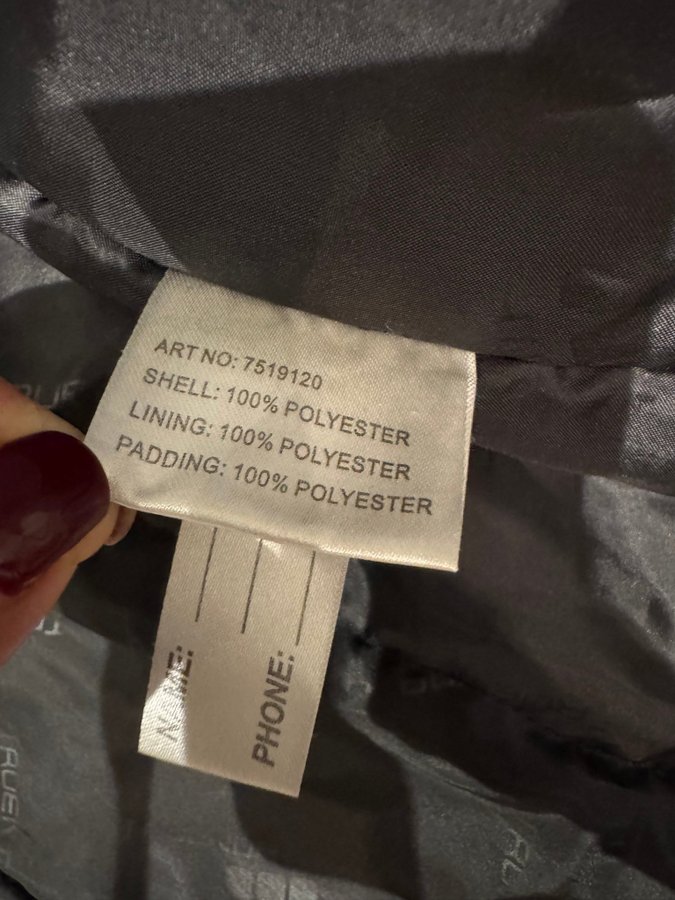 ART NO: 7519120
SHELL: 100% POLYESTER
LINING: 100% POLYESTER
PADDING: 100% POLYESTER
NAME:
PHONE: